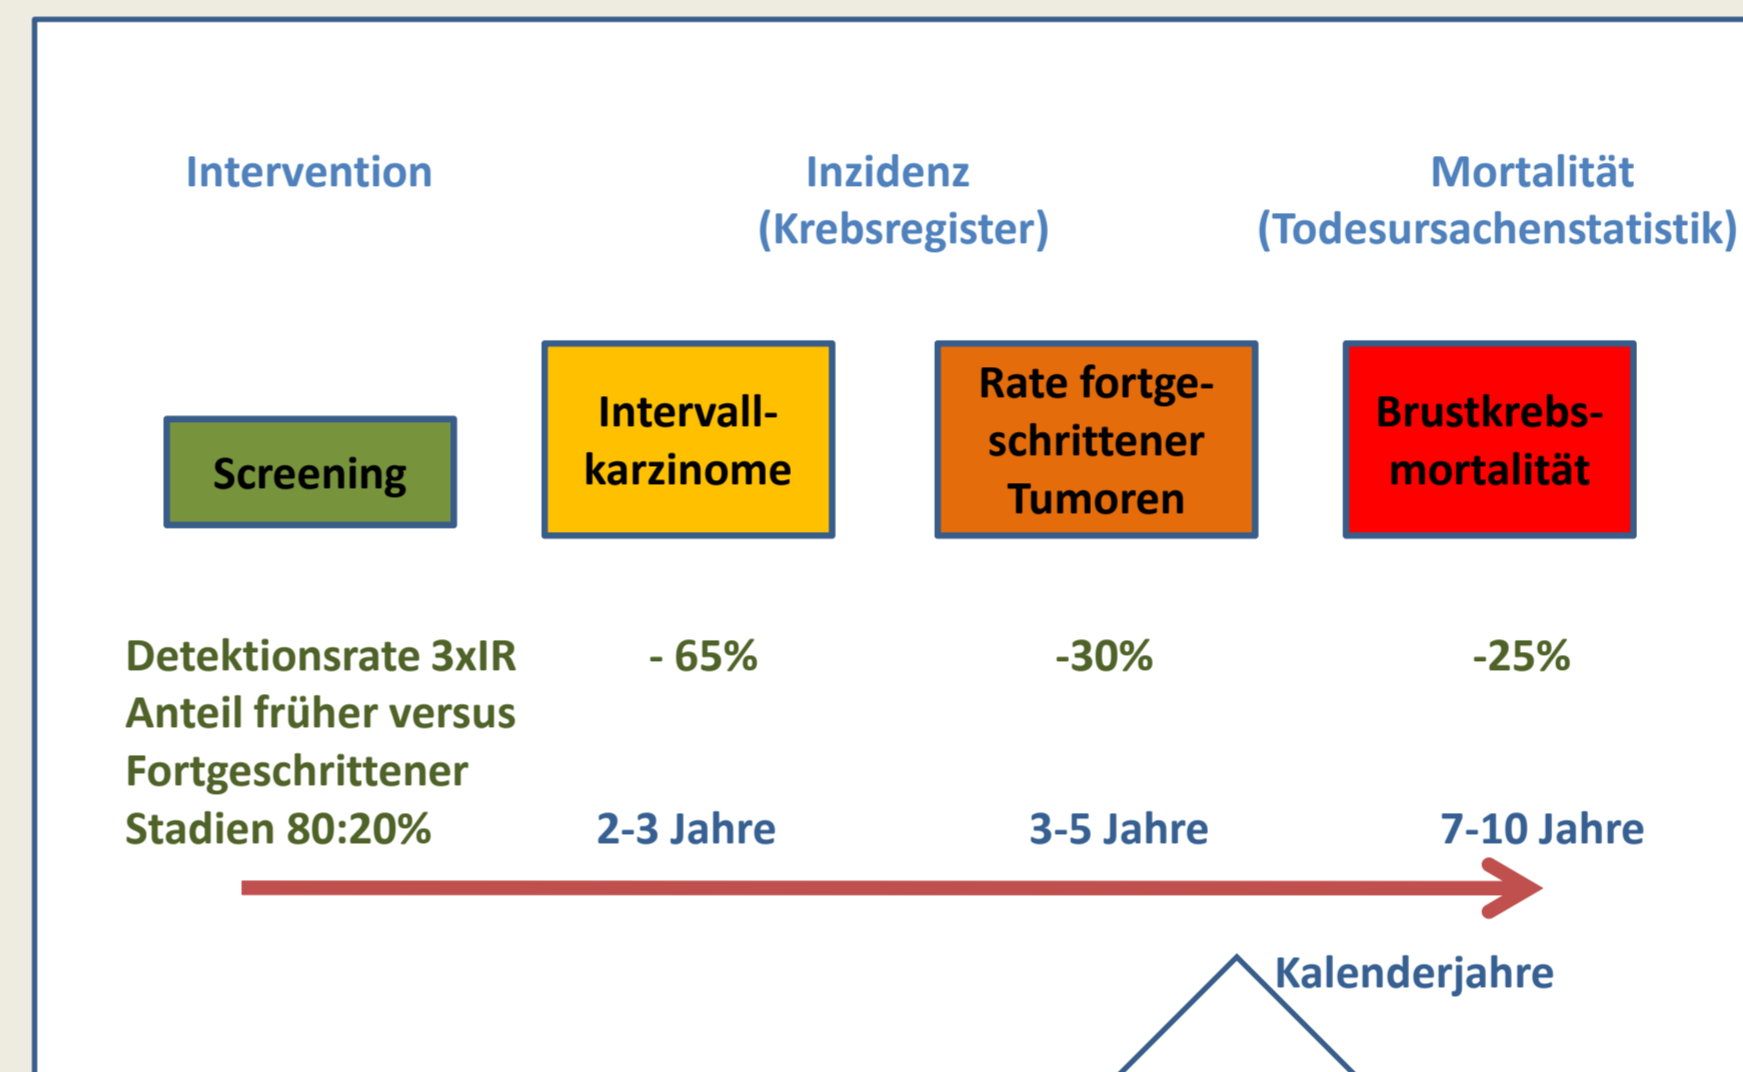 Intervention
Inzidenz
(Krebsregister)
Mortalität
(Todesursachenstatistik)
Screening
Intervall-
karzinome
Rate fortge-
schrittener
Tumoren
Brustkrebs-
mortalität
Detektionsrate 3xIR
Anteil früher versus
Fortgeschrittener
Stadien 80:20%
- 65%
-30%
-25%
2-3 Jahre
3-5 Jahre
7-10 Jahre
Kalenderjahre